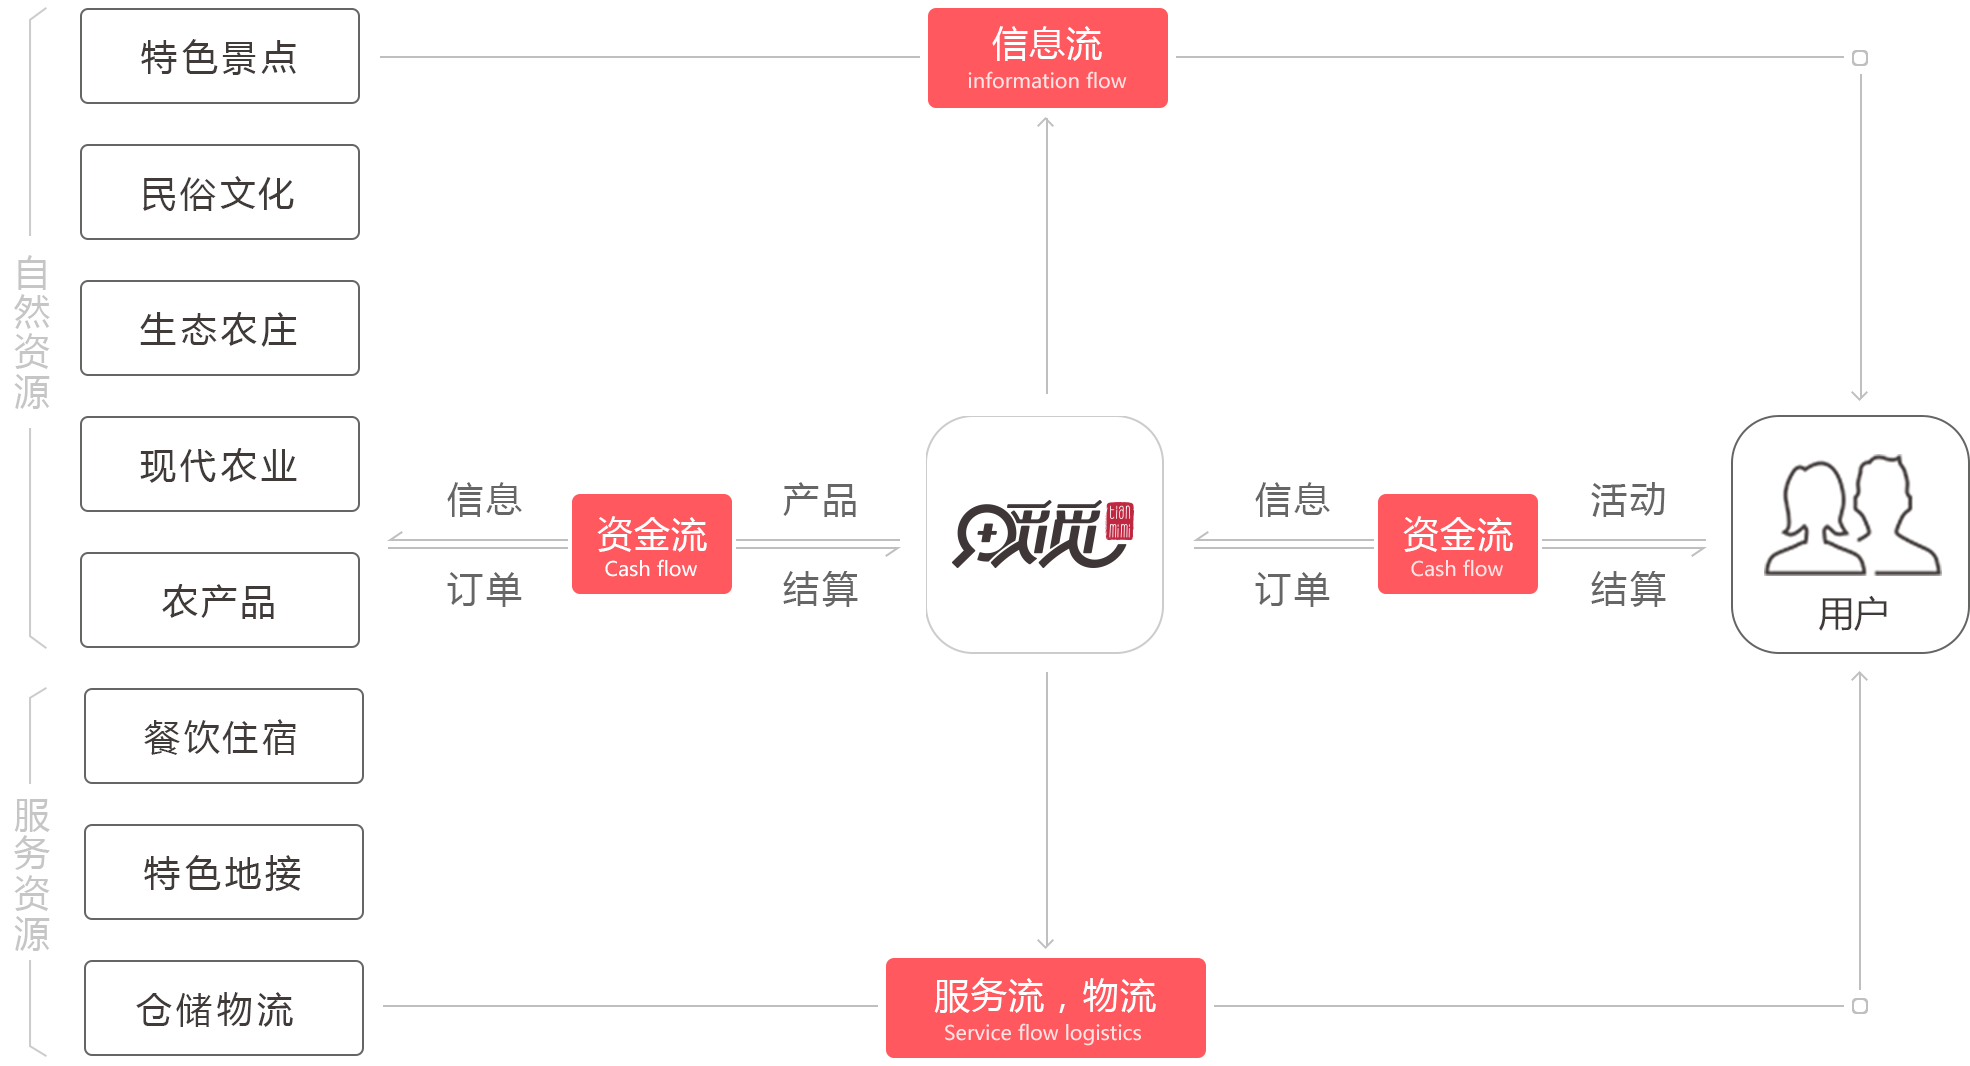 自然资源
特色景点
民俗文化
生态农庄
现代农业
农产品
服务资源
餐饮住宿
特色地接
仓储物流
信息流
information flow
信息
订单
资金流
Cash flow
产品
结算
觅觅
tian
mimi
信息
订单
资金流
Cash flow
活动
结算
用户
服务流，物流
Service flow logistics